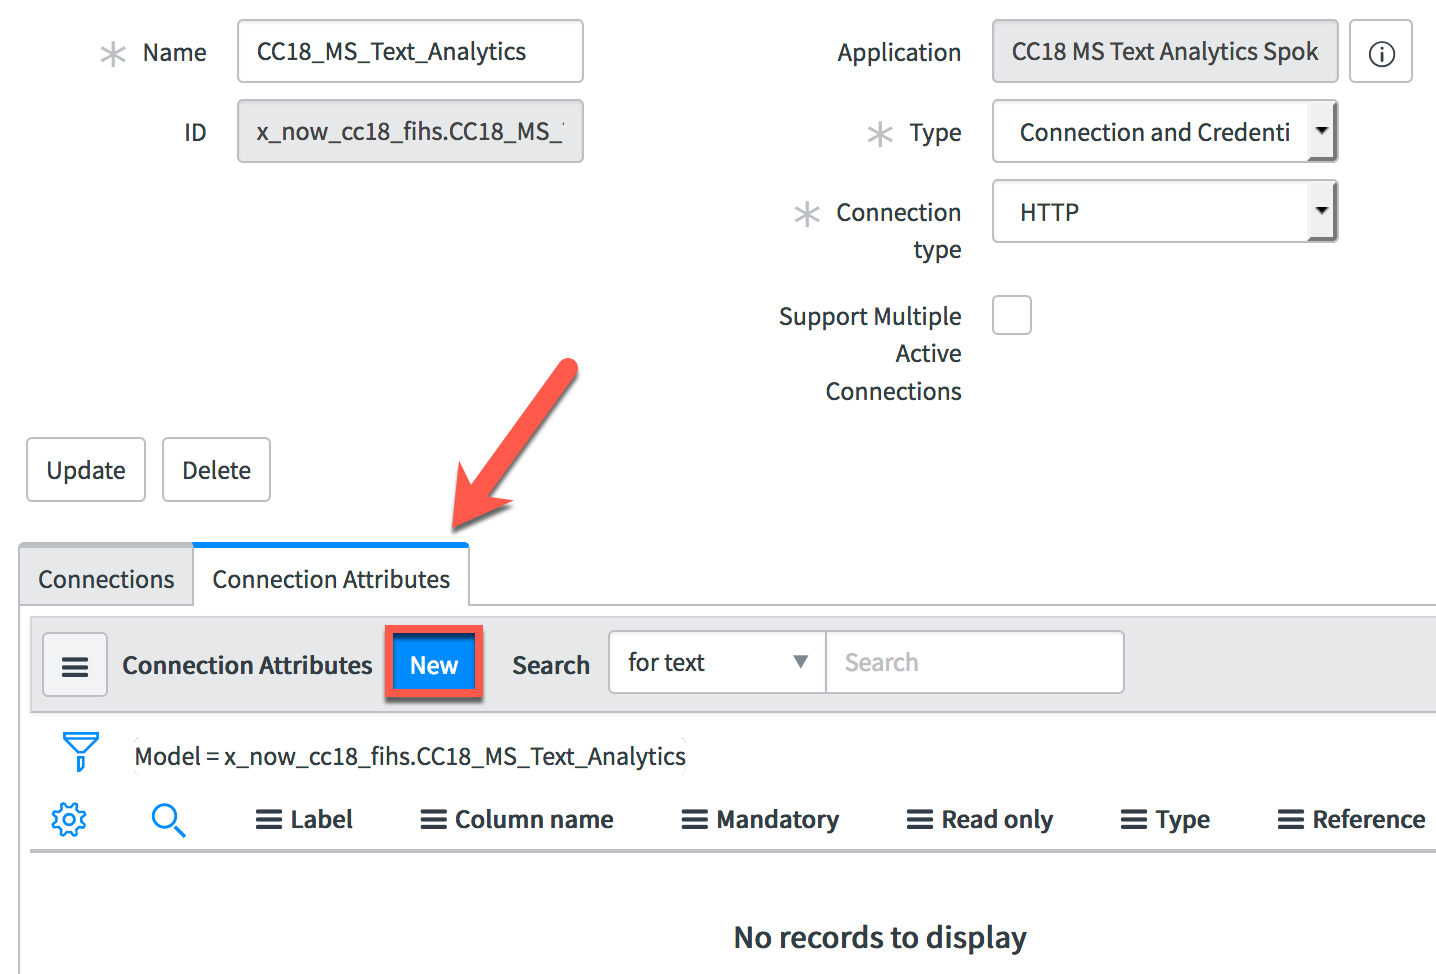 Name
CC18_MS_Text_Analytics
Application
CC18 MS Text Analytics Spok
ID
x_now_cc18_fihs.CC18_MS_
Type
Connection and Credenti
Connection
type
HTTP
Support Multiple
Active
Connections
Update
Delete
Connections
Connection Attributes
Connection Attributes
New
Search
for text
Search
Model = x_now_cc18_fihs.CC18_MS_Text_Analytics
Label
Column name
Mandatory
Read only
Type
Reference
No records to display